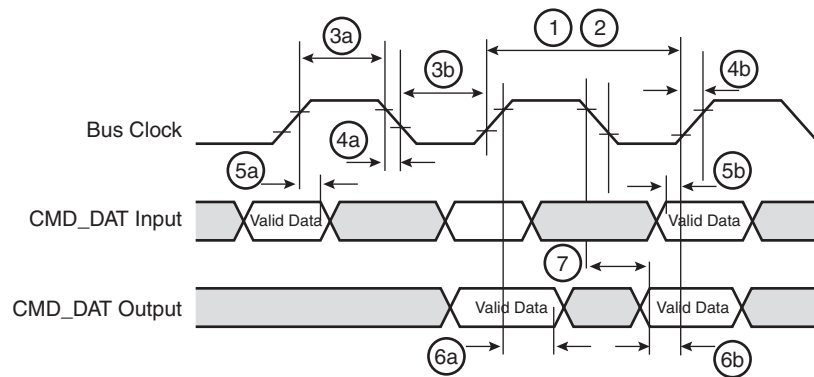 1 2
3a
3b
4b
Bus Clock
4a
5a
5b
CMD_DAT Input
Valid Data
Valid Data
7
CMD_DAT Output
Valid Data
Valid Data
6a
6b